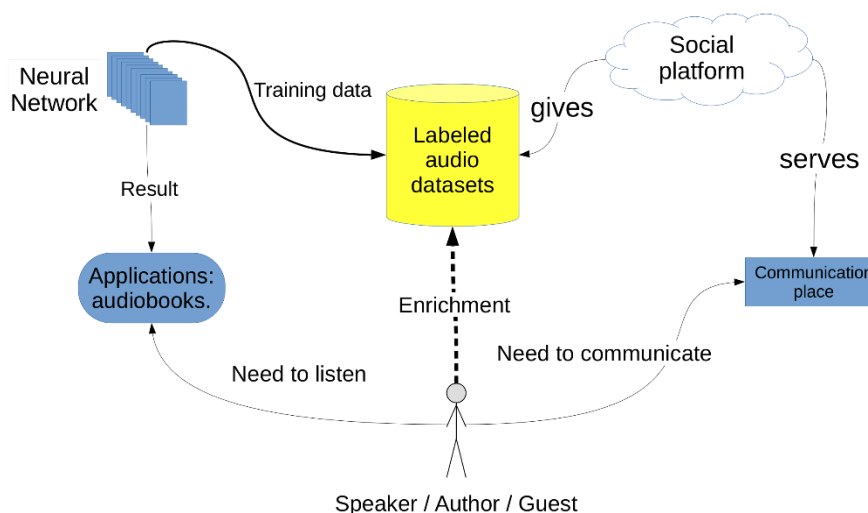 Neural
Network
Training data
Social
platform
gives
Labeled
audio
datasets
serves
Result
Applications:
audiobooks.
Communication
place
Enrichment
Need to listen
Need to communicate
Speaker / Author / Guest